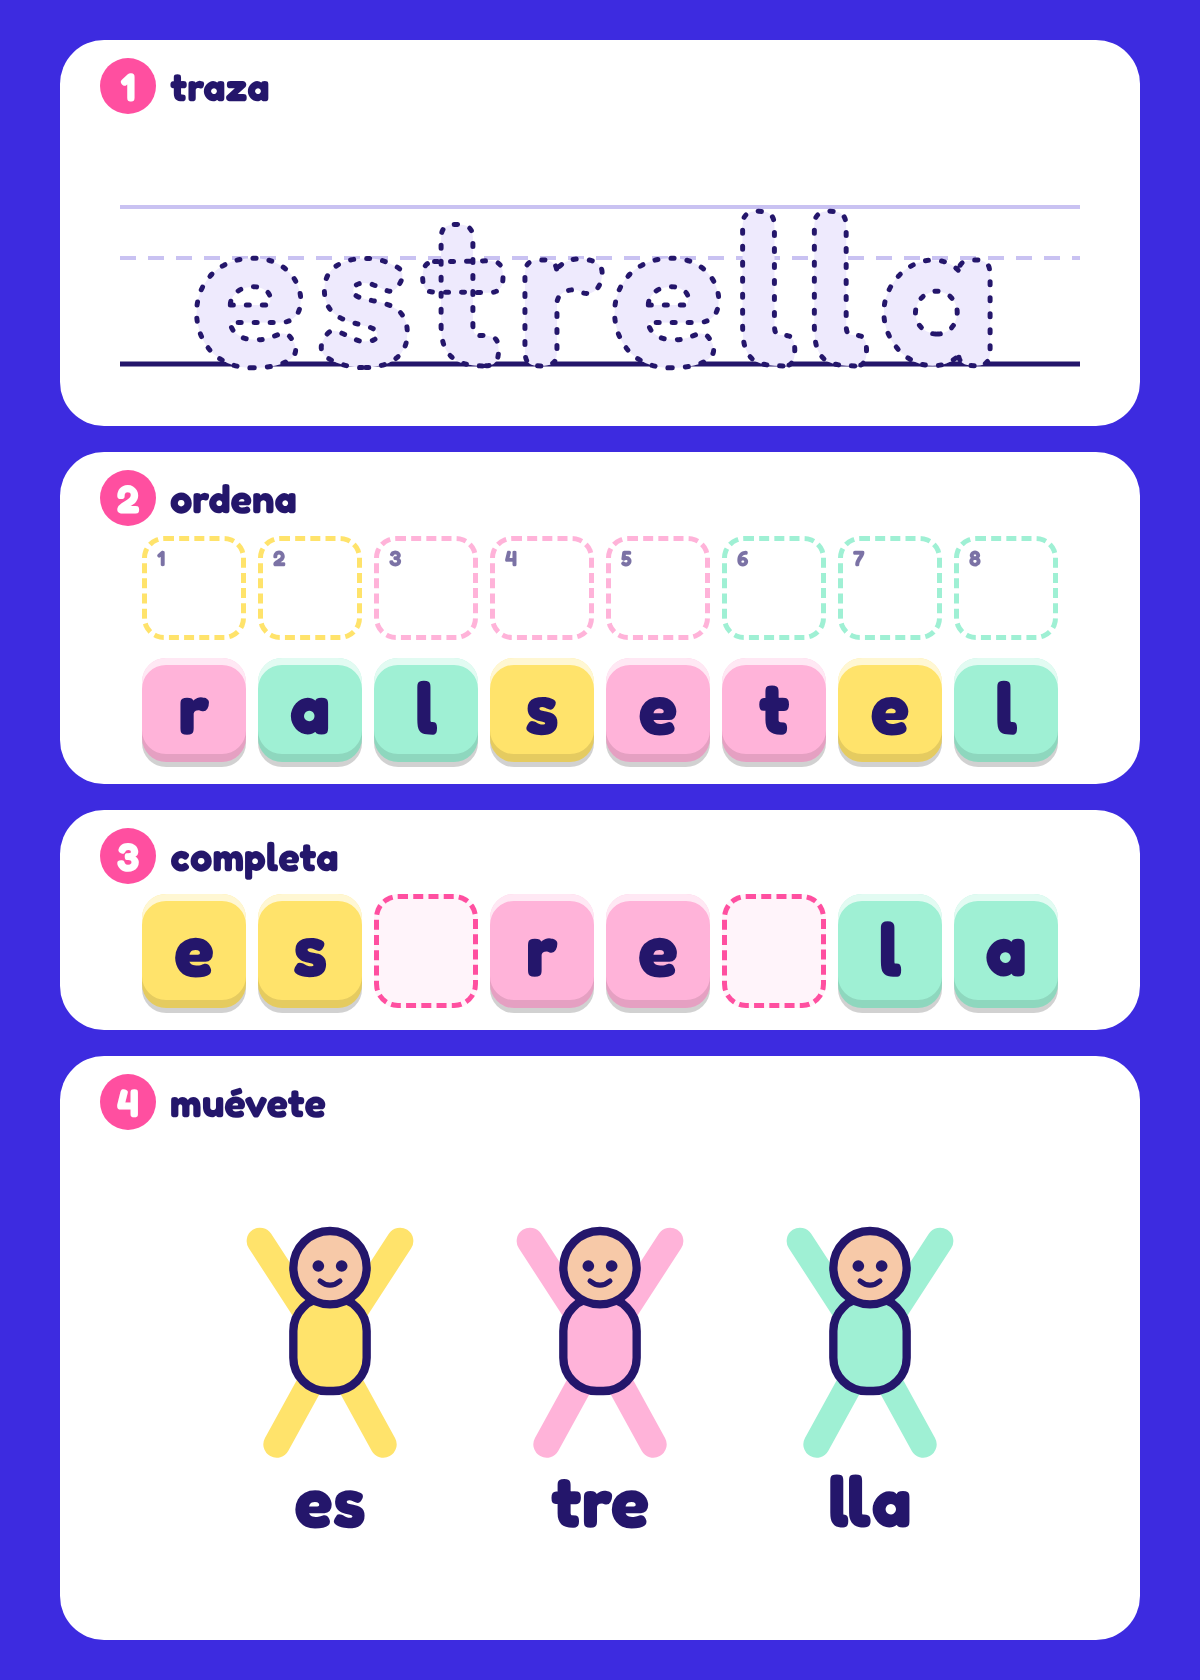 1 traza
estrella
2 ordena
1 2 3 4 5 6 7 8
r a l s e t e l
3 completa
e s r e l a
4 muévete
es tre lla